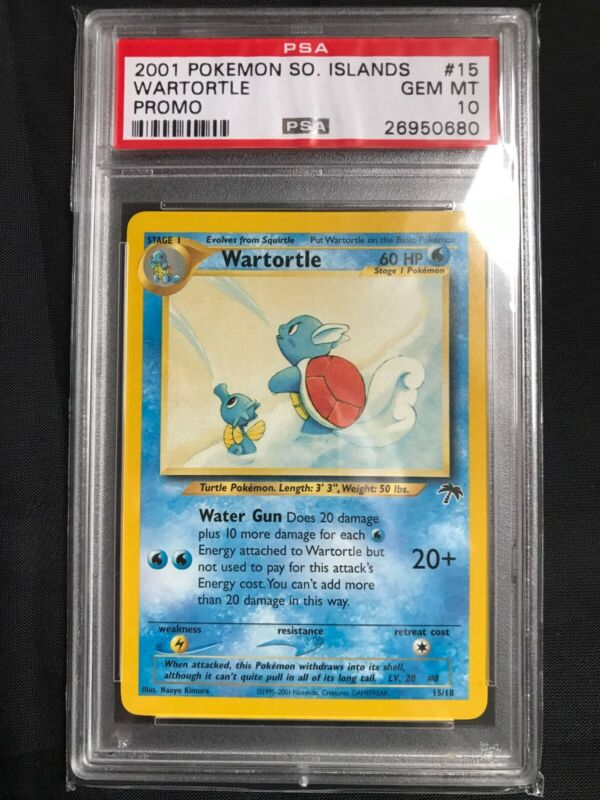 PSA
2001 POKEMON SO. ISLANDS #15
WARTORTLE GEM MT
PROMO 10
PSA 26950680
STAGE 1 Evolves from Squirtle Put Wartortle on the Basic Pokémon
Wartortle 60 HP
Stage 1 Pokémon
Turtle Pokémon. Length: 3' 3", Weight: 50 lbs.
Water Gun Does 20 damage
plus 10 more damage for each
Energy attached to Wartortle but
not used to pay for this attack's
Energy cost. You can't add more
than 20 damage in this way.
20+
weakness resistance retreat cost
When attacked, this Pokémon withdraws into its shell,
although it can't quite pull in all of its long tail. LV. 20 #8
Illus. Naoyo Kimura ©1995-2001 Nintendo, Creatures, GAMEFREAK. 15/18